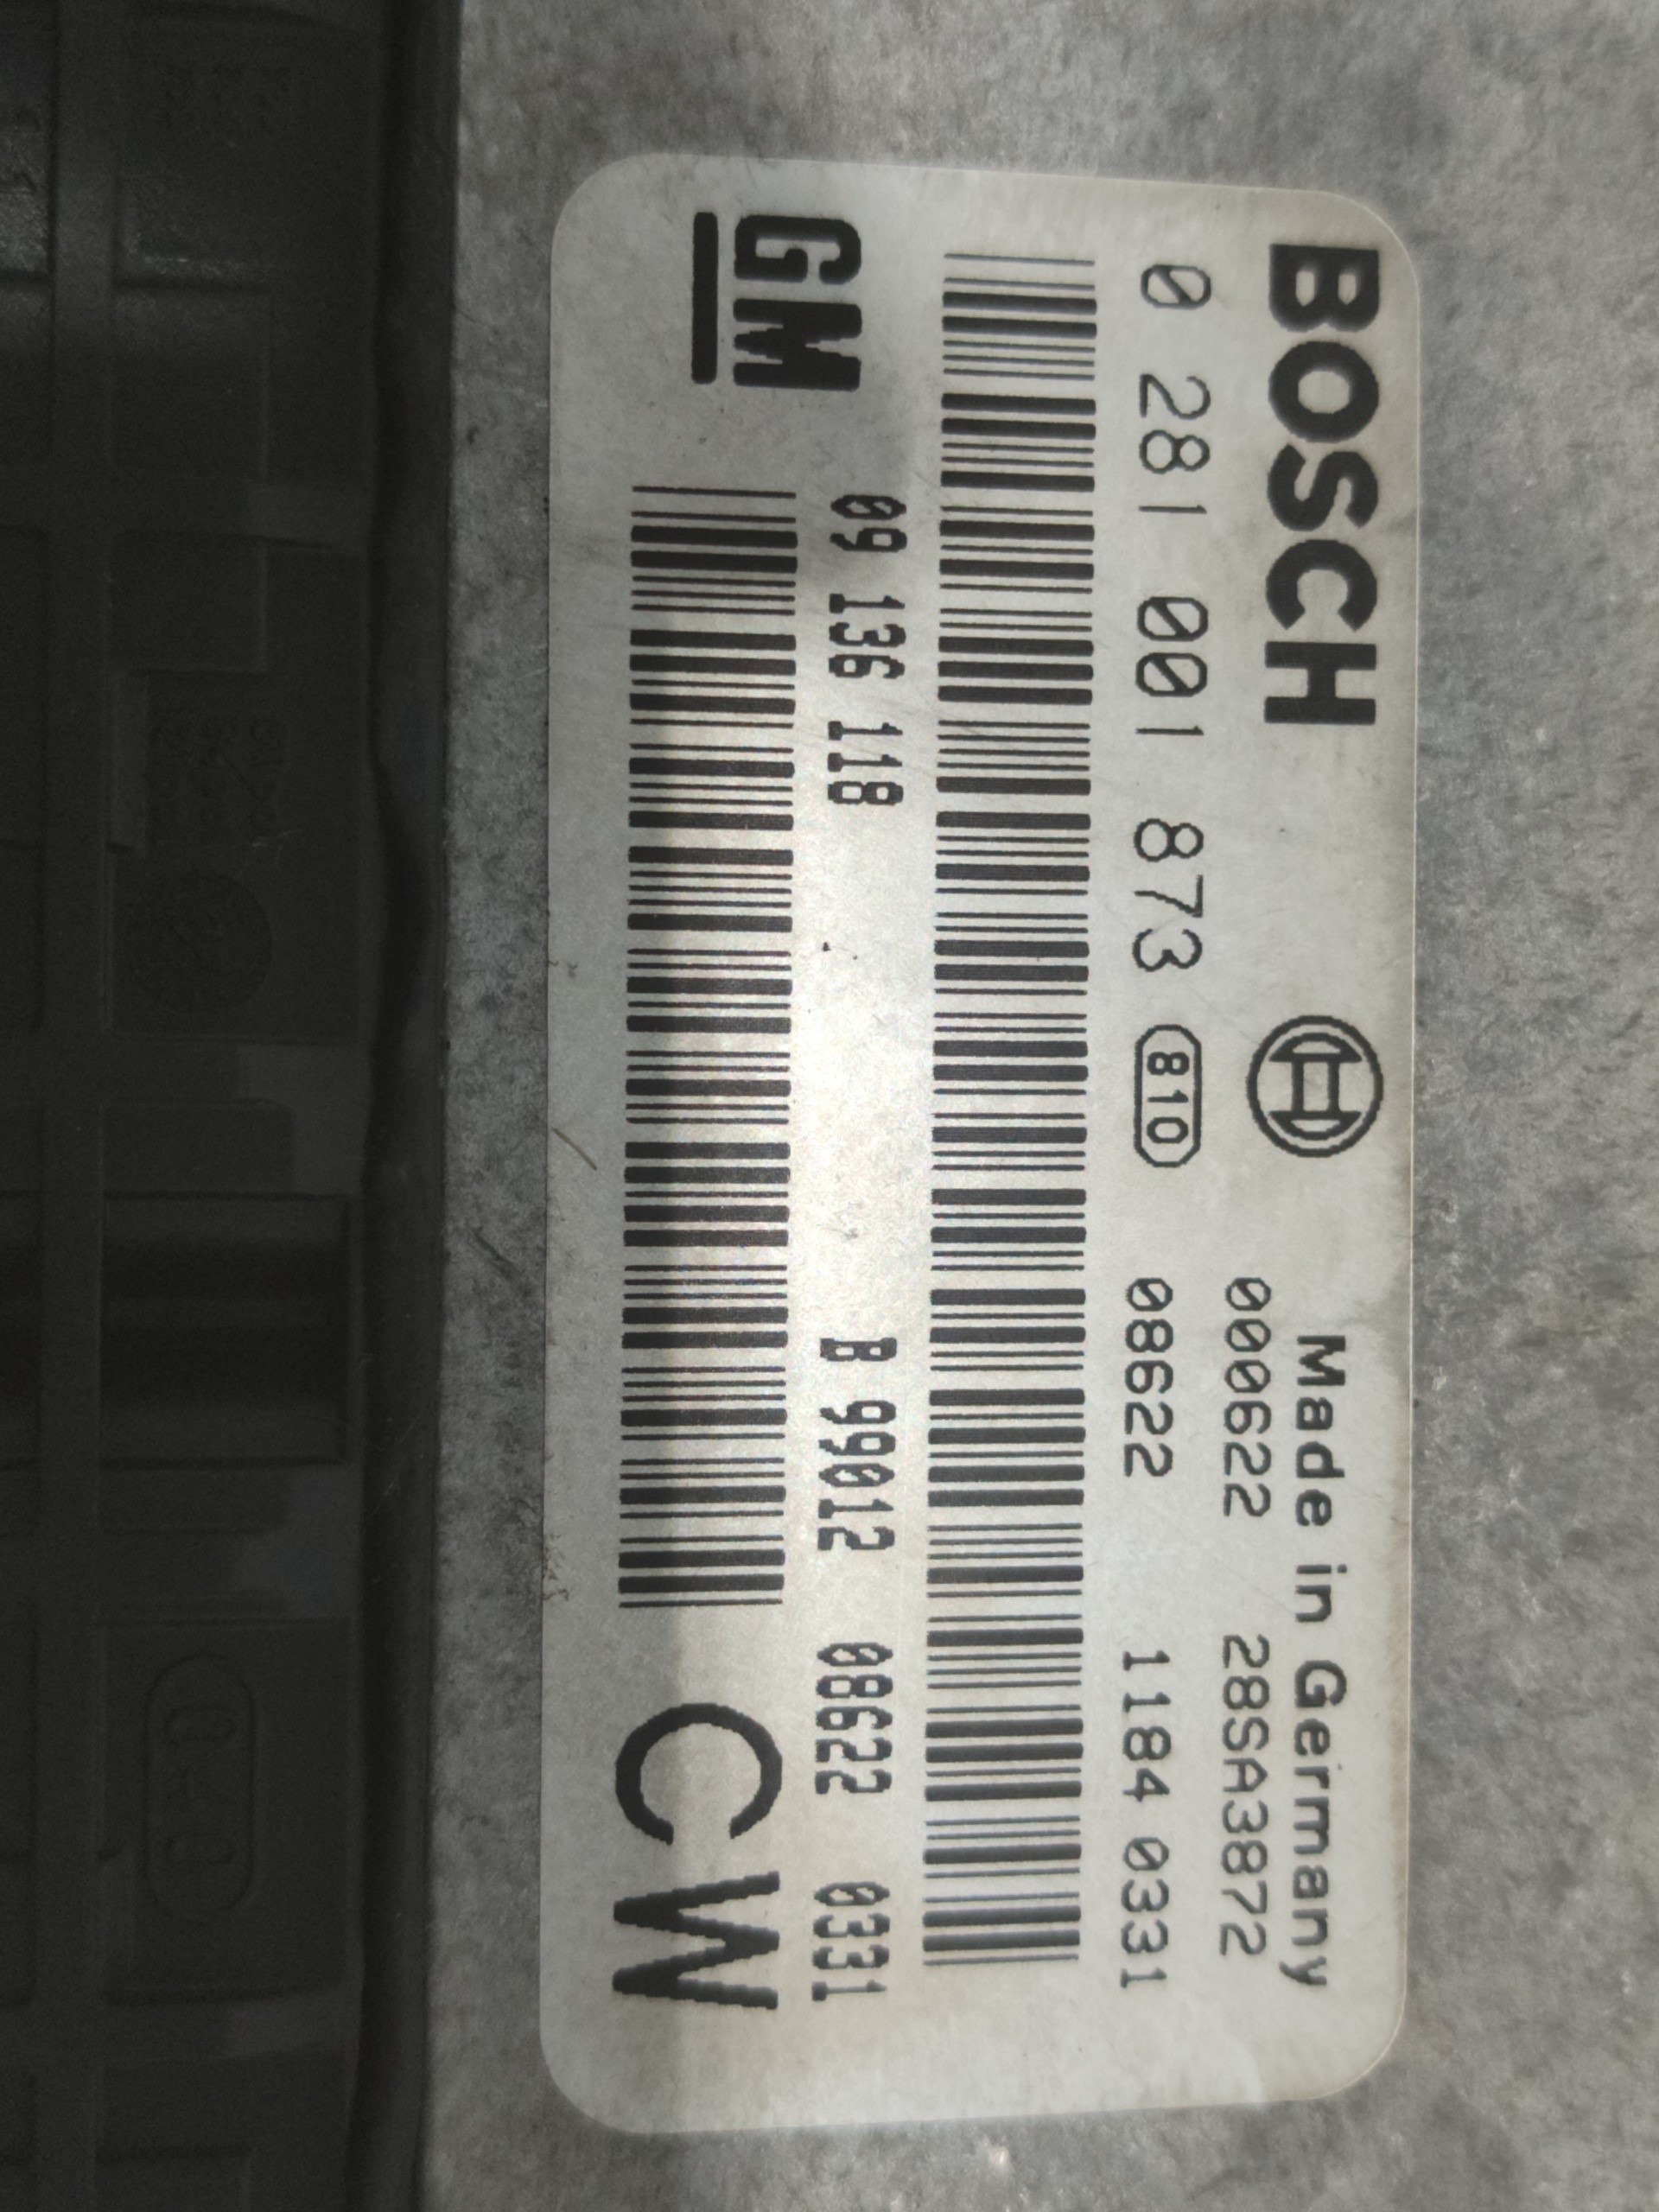 BOSCH
Made in Germany
000622 28SA3872
0 281 001 873 810 08622 1184 0331
09 136 118 B 99012 08622 0331
GM
CW